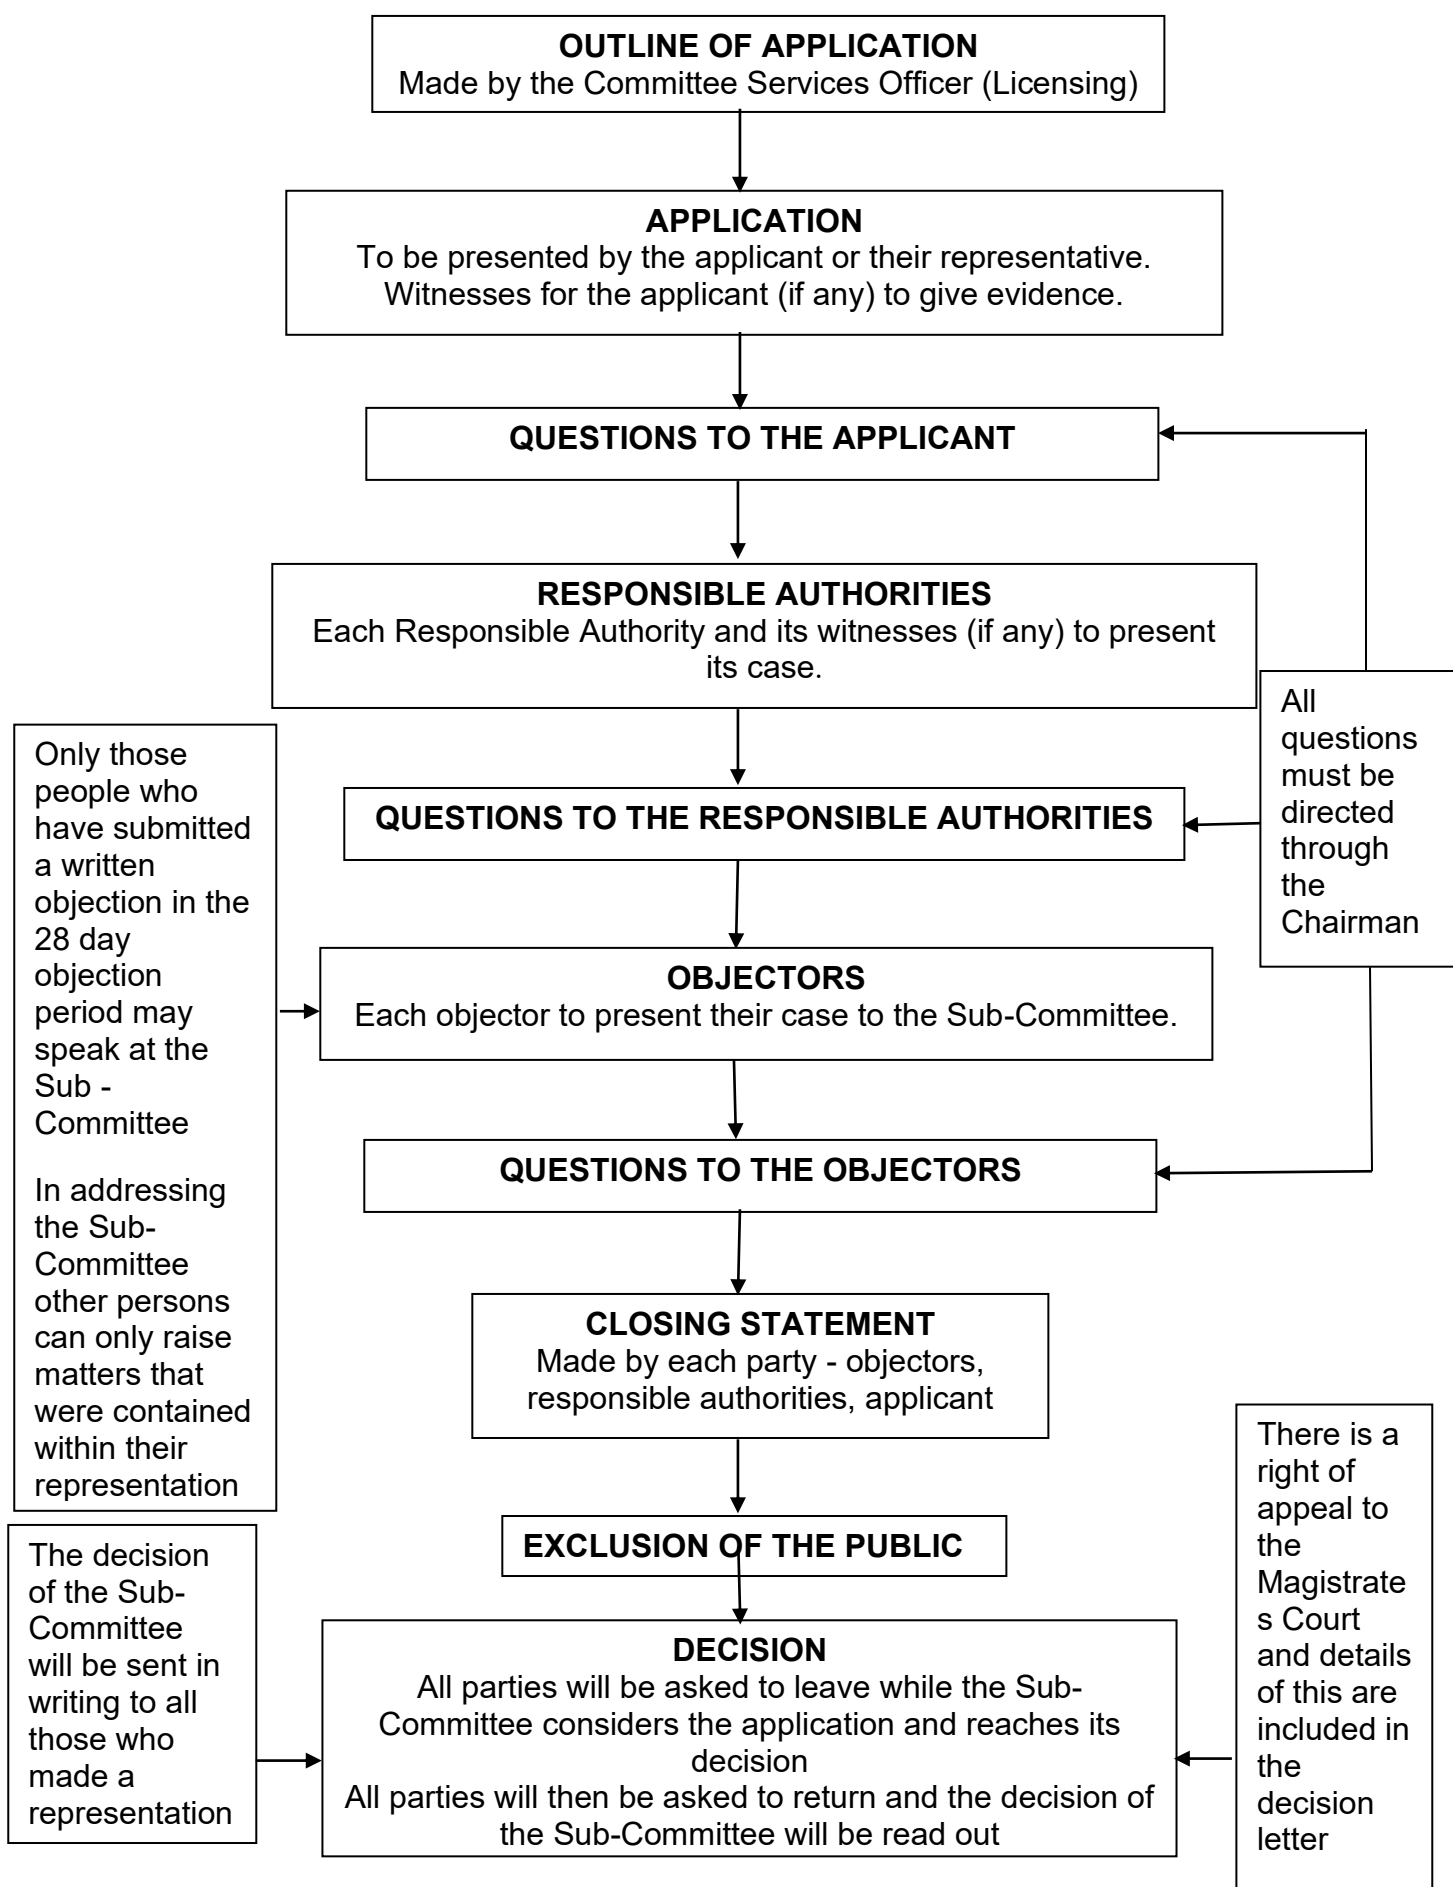 OUTLINE OF APPLICATION
Made by the Committee Services Officer (Licensing)
APPLICATION
To be presented by the applicant or their representative.
Witnesses for the applicant (if any) to give evidence.
QUESTIONS TO THE APPLICANT
RESPONSIBLE AUTHORITIES
Each Responsible Authority and its witnesses (if any) to present
its case.
All
questions
must be
directed
through
the
Chairman
QUESTIONS TO THE RESPONSIBLE AUTHORITIES
Only those
people who
have submitted
a written
objection in the
28 day
objection
period may
speak at the
Sub -
Committee
In addressing
the Sub-
Committee
other persons
can only raise
matters that
were contained
within their
representation
OBJECTORS
Each objector to present their case to the Sub-Committee.
QUESTIONS TO THE OBJECTORS
CLOSING STATEMENT
Made by each party - objectors,
responsible authorities, applicant
EXCLUSION OF THE PUBLIC
The decision
of the Sub-
Committee
will be sent in
writing to all
those who
made a
representation
DECISION
All parties will be asked to leave while the Sub-
Committee considers the application and reaches its
decision
All parties will then be asked to return and the decision of
the Sub-Committee will be read out
There is a
right of
appeal to
the
Magistrate
s Court
and details
of this are
included in
the
decision
letter